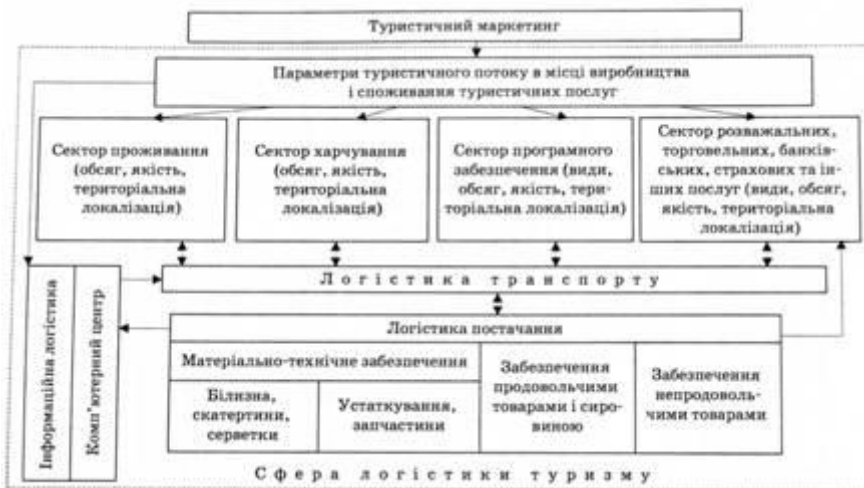 Туристичний маркетинг
Параметри туристичного потоку в місці виробництва
і споживання туристичних послуг
Сектор проживання
(обсяг, якість,
територіальна
локалізація)
Сектор харчування
(обсяг, якість,
територіальна
локалізація)
Сектор програмного
забезпечення (види,
обсяг, якість, тери-
торіальна локалізація)
Сектор розважальних,
торговельних, банків-
ських, страхових та ін-
ших послуг (види, обсяг,
якість, територіальна
локалізація)
Логістика транспорту
Інформаційна логістика
Комп'ютерний центр
Логістика постачання
Матеріально-технічне забезпечення
Білизна,
скатертини,
серветки
Устаткування,
запчастини
Забезпечення
продовольчими
товарами і сиро-
виною
Забезпечення
непродоволь-
чими товарами
Сфера логістики туризму